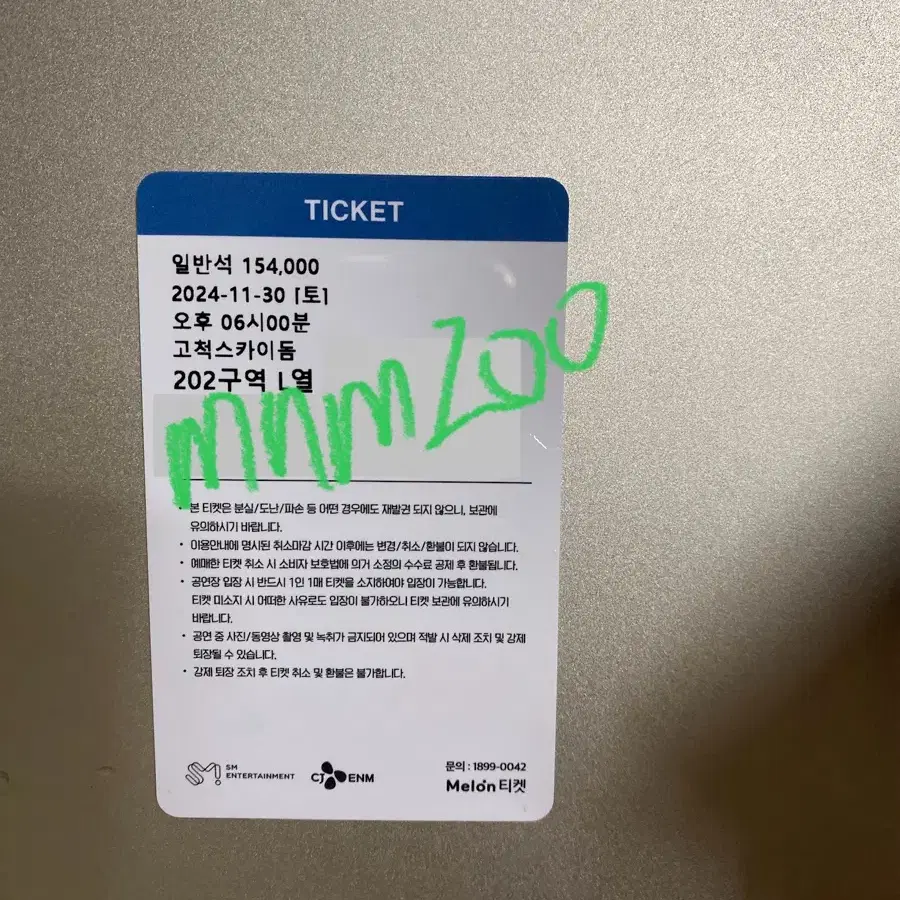 TICKET
일반석 154,000
2024-11-30 [토]
오후 06시00분
고척스카이돔
202구역 L열
mnm200
• 본 티켓은 분실/도난/파손 등 어떤 경우에도 재발권 되지 않으니, 보관에
유의하시기 바랍니다.
• 이용안내에 명시된 취소마감 시간 이후에는 변경/취소/환불이 되지 않습니다.
• 예매한 티켓 취소 시 소비자 보호법에 의거 소정의 수수료 공제 후 환불됩니다.
• 공연장 입장 시 반드시 1인 1매 티켓을 소지하여야 입장이 가능합니다.
티켓 미소지 시 어떠한 사유로도 입장이 불가하오니 티켓 보관에 유의하시기
바랍니다.
• 공연 중 사진/동영상 촬영 및 녹취가 금지되어 있으며 적발 시 삭제 조치 및 강제
퇴장될 수 있습니다.
• 강제 퇴장 조치 후 티켓 취소 및 환불은 불가합니다.
SM! SM
ENTERTAINMENT
CJ ENM
문의 : 1899-0042
Melon 티켓